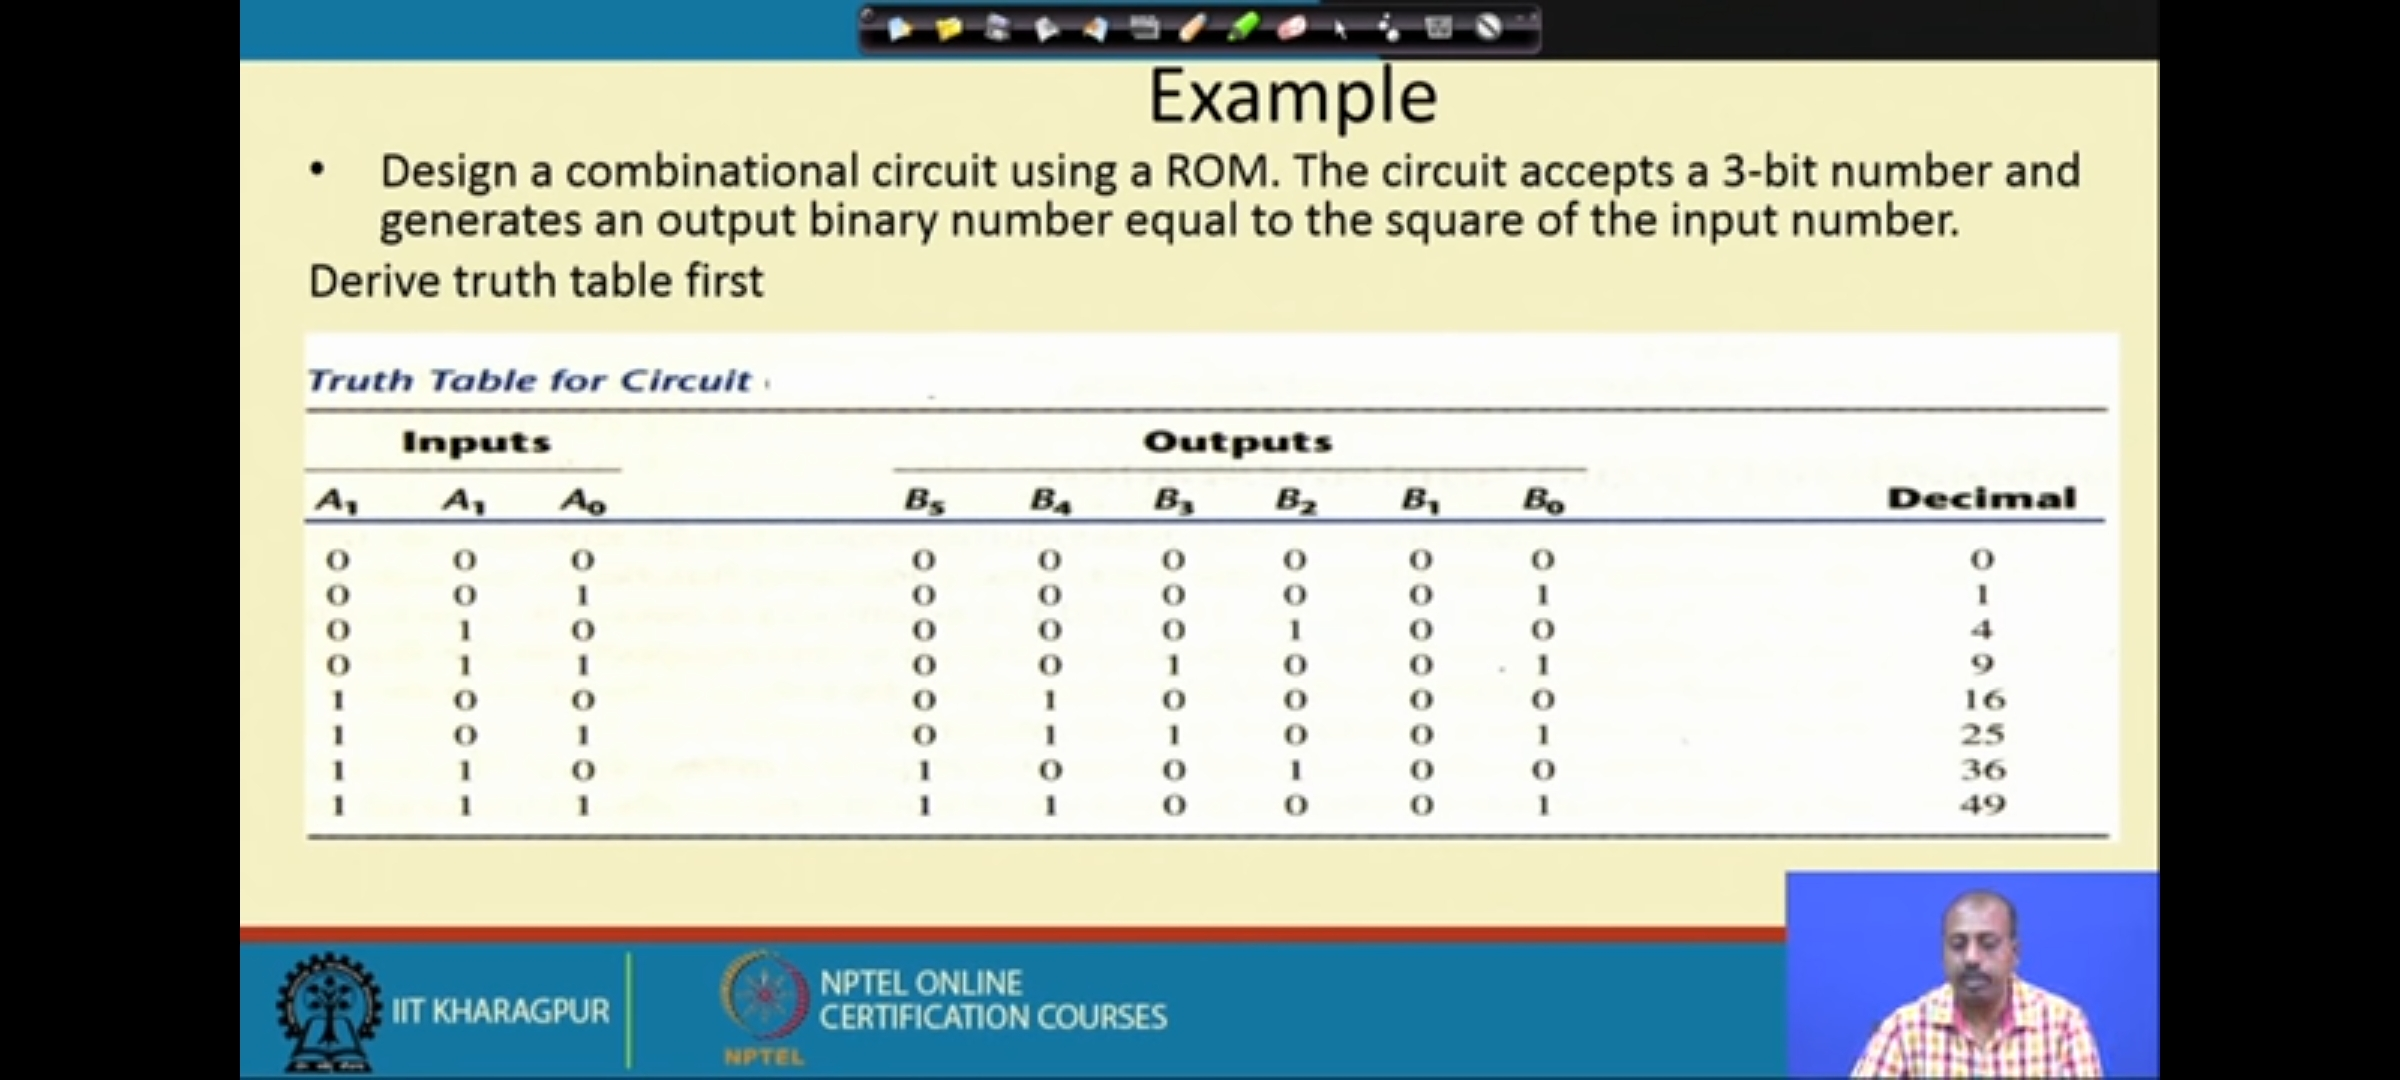 Example
• Design a combinational circuit using a ROM. The circuit accepts a 3-bit number and
generates an output binary number equal to the square of the input number.
Derive truth table first
Truth Table for Circuit
Inputs Outputs
A₁ A₁ A₀ B₅ B₄ B₃ B₂ B₁ B₀ Decimal
0 0 0 0 0 0 0 0 0 0
0 0 1 0 0 0 0 0 1 1
0 1 0 0 0 0 1 0 0 4
0 1 1 0 0 1 0 0 1 9
1 0 0 0 1 0 0 0 0 16
1 0 1 0 1 1 0 0 1 25
1 1 0 1 0 0 1 0 0 36
1 1 1 1 1 0 0 0 1 49
IIT KHARAGPUR
NPTEL ONLINE
CERTIFICATION COURSES
NPTEL